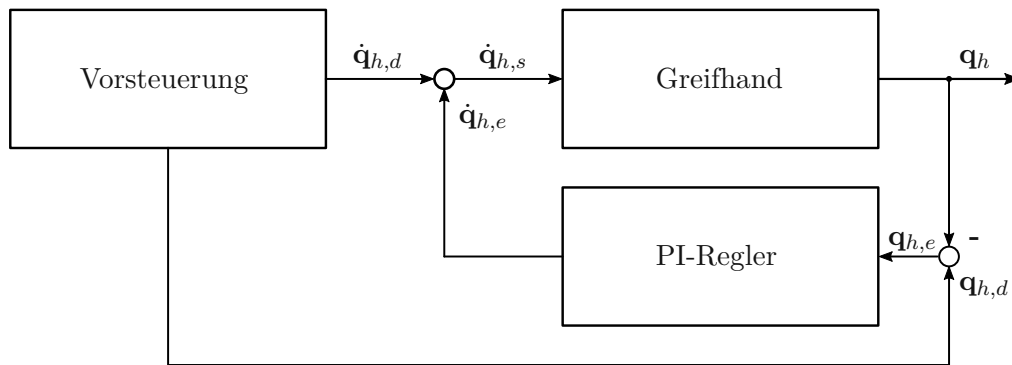 Vorsteuerung
q̇h,d
q̇h,s
Greifhand
qh
q̇h,e
PI-Regler
qh,e
-
qh,d